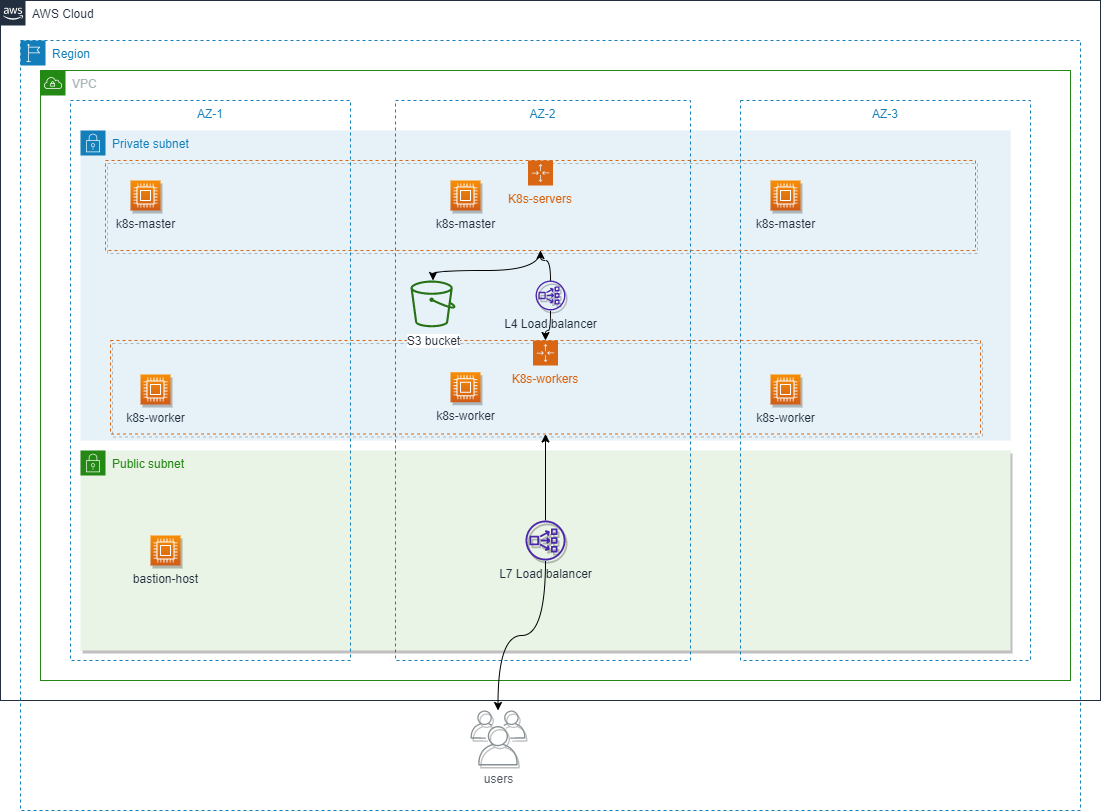 aws
AWS Cloud
Region
VPC
AZ-1
AZ-2
AZ-3
Private subnet
K8s-servers
k8s-master
k8s-master
k8s-master
L4 Load balancer
S3 bucket
K8s-workers
k8s-worker
k8s-worker
k8s-worker
Public subnet
L7 Load balancer
bastion-host
users